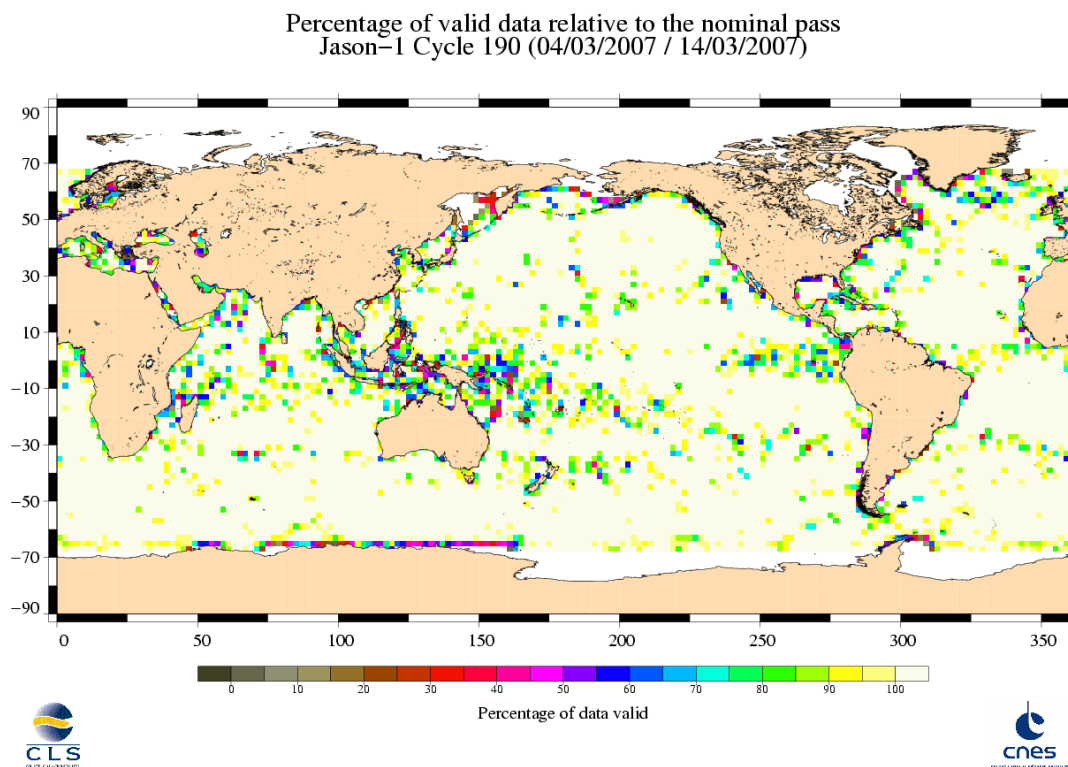 Percentage of valid data relative to the nominal pass
Jason−1 Cycle 190 (04/03/2007 / 14/03/2007)
90
70
50
30
10
−10
−30
−50
−70
−90
0 50 100 150 200 250 300 350
0 10 20 30 40 50 60 70 80 90 100
Percentage of data valid
CLS
cnes